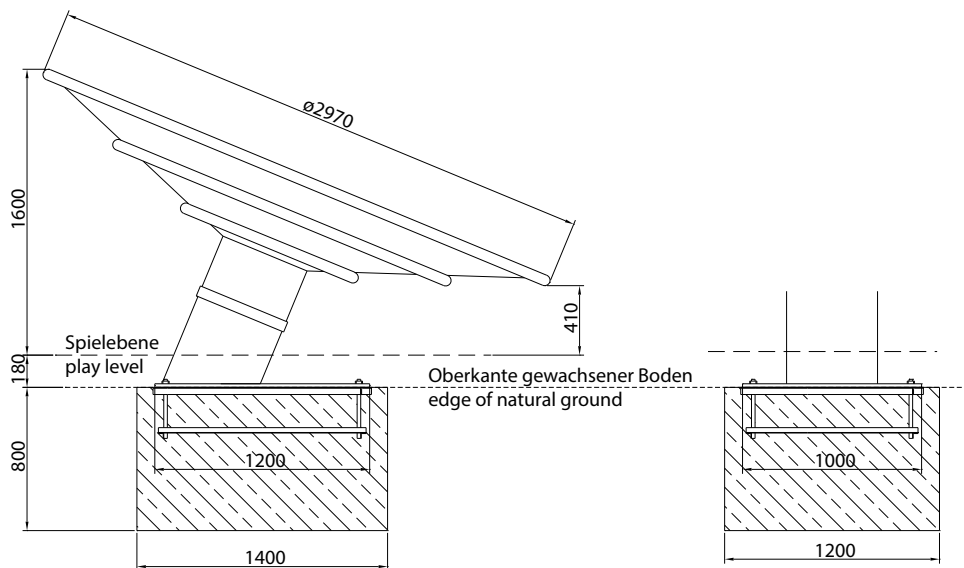 ø2970
1600
410
Spielebene
play level
180
Oberkante gewachsener Boden
edge of natural ground
800
1200
1000
1400
1200